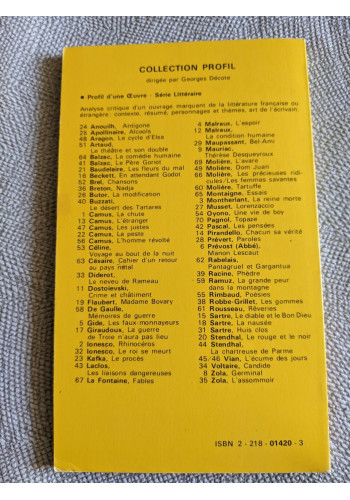 COLLECTION PROFIL
dirigée par Georges Décote
• Profil d'une Œuvre - Série Littéraire
Analyse critique d'un ouvrage marquant de la littérature française ou
étrangère : contexte, résumé, personnages et thèmes, art de l'écrivain.
24 Anouilh, Antigone
25 Apollinaire, Alcools
48 Aragon, Le cycle d'Elsa
51 Artaud,
Le théâtre et son double
64 Balzac, La comédie humaine
41 Balzac, Le Père Goriot
21 Baudelaire, Les fleurs du Mal
16 Beckett, En attendant Godot
52 Brel, Chansons
36 Breton, Nadja
26 Butor, La modification
40 Buzzati,
Le désert des Tartares
1 Camus, La chute
13 Camus, L'étranger
47 Camus, Les justes
22 Camus, La peste
56 Camus, L'homme révolté
53 Céline,
Voyage au bout de la nuit
63 Césaire, Cahier d'un retour
au pays natal
33 Diderot,
Le neveu de Rameau
11 Dostoïevski,
Crime et châtiment
19 Flaubert, Madame Bovary
58 De Gaulle,
Mémoires de guerre
5 Gide, Les faux monnayeurs
17 Giraudoux, La guerre
de Troie n'aura pas lieu
2 Ionesco, Rhinocéros
32 Ionesco, Le roi se meurt
23 Kafka, Le procès
43 Laclos,
Les liaisons dangereuses
67 La Fontaine, Fables
4 Malraux, L'espoir
12 Malraux,
La condition humaine
29 Maupassant, Bel-Ami
9 Mauriac,
Thérèse Desqueyroux
69 Molière, L'avare
49 Molière, Dom Juan
66 Molière, Les précieuses ridi-
cules/Les femmes savantes
60 Molière, Tartuffe
65 Montaigne, Essais
3 Montherlant, La reine morte
27 Musset, Lorenzaccio
54 Oyono, Une vie de boy
70 Pagnol, Topaze
42 Pascal, Les pensées
14 Pirandello, Chacun sa vérité
28 Prévert, Paroles
6 Prévost (Abbé),
Manon Lescaut
62 Rabelais,
Pantagruel et Gargantua
39 Racine, Phèdre
59 Ramuz, La grande peur
dans la montagne
55 Rimbaud, Poésies
38 Robbe-Grillet, Les gommes
61 Rousseau, Rêveries
15 Sartre, Le diable et le Bon Dieu
18 Sartre, La nausée
31 Sartre, Huis clos
20 Stendhal, Le rouge et le noir
44 Stendhal,
La chartreuse de Parme
45/46 Vian, L'écume des jours
34 Voltaire, Candide
8 Zola, Germinal
35 Zola, L'assommoir
ISBN 2 - 218 - 01420 - 3